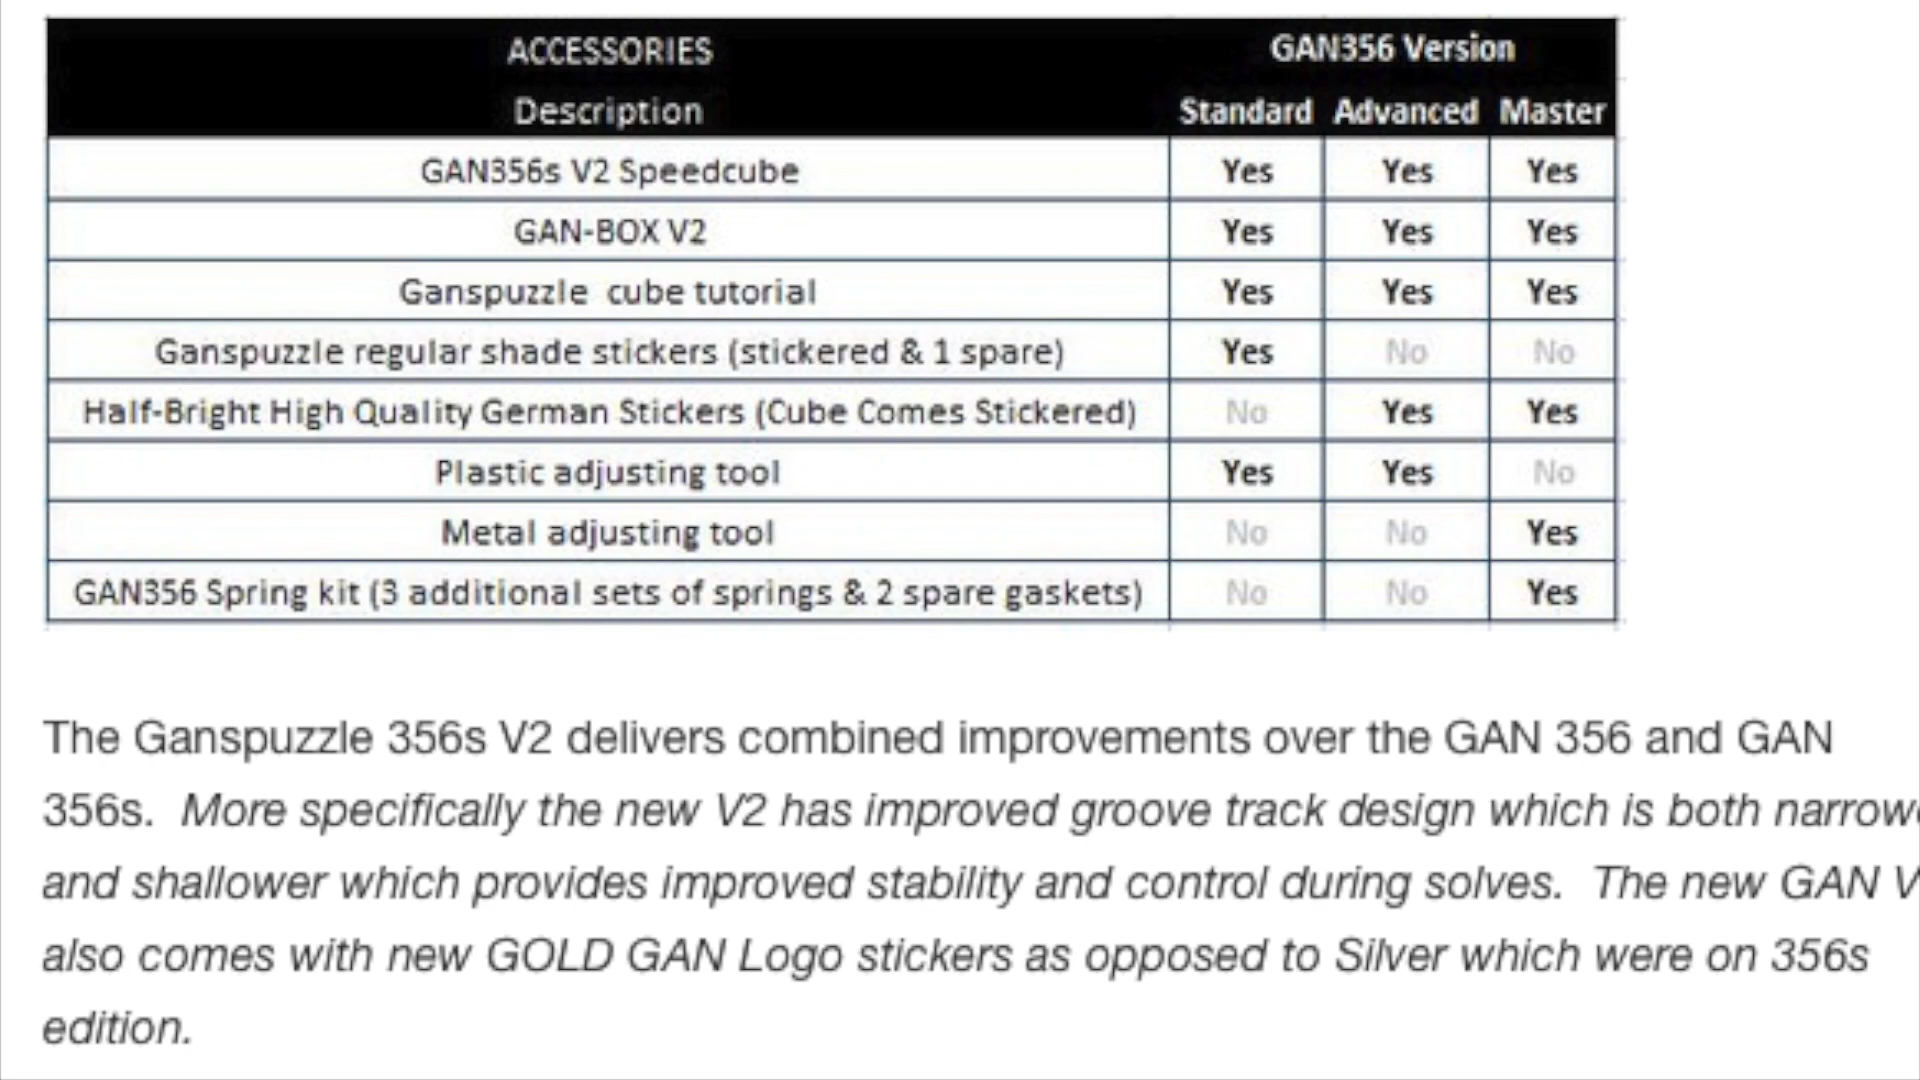 ACCESSORIES GAN356 Version
Description Standard Advanced Master
GAN356s V2 Speedcube Yes Yes Yes
GAN-BOX V2 Yes Yes Yes
Ganspuzzle cube tutorial Yes Yes Yes
Ganspuzzle regular shade stickers (stickered & 1 spare) Yes No No
Half-Bright High Quality German Stickers (Cube Comes Stickered) No Yes Yes
Plastic adjusting tool Yes Yes No
Metal adjusting tool No No Yes
GAN356 Spring kit (3 additional sets of springs & 2 spare gaskets) No No Yes
The Ganspuzzle 356s V2 delivers combined improvements over the GAN 356 and GAN
356s. More specifically the new V2 has improved groove track design which is both
and shallower which provides improved stability and control during solves. The new GAN
also comes with new GOLD GAN Logo stickers as opposed to Silver which were on 356s
edition.